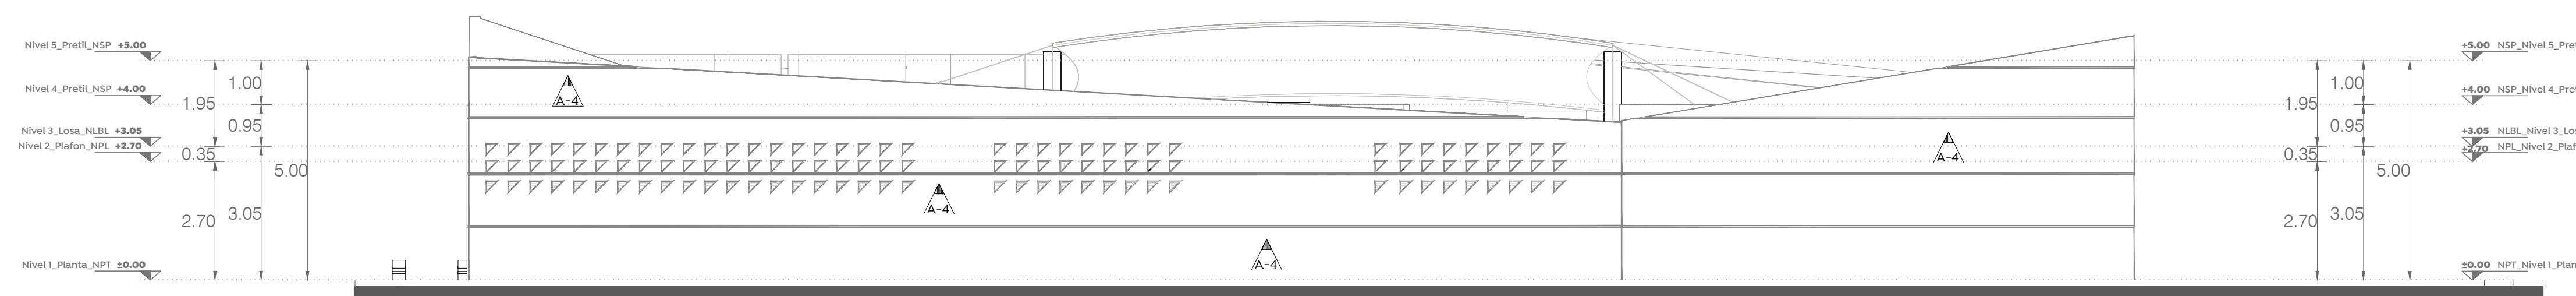 Nivel 5_Pretil_NSP +5.00
Nivel 4_Pretil_NSP +4.00
Nivel 3_Losa_NLBL +3.05
Nivel 2_Plafon_NPL +2.70
Nivel 1_Planta_NPT ±0.00
1.95
0.35
2.70
1.00
0.95
3.05
5.00
A-4
A-4
A-4
A-4
1.95
0.35
2.70
1.00
0.95
3.05
5.00
+5.00 NSP_Nivel 5_Pre
+4.00 NSP_Nivel 4_Pre
+3.05 NLBL_Nivel 3_Lo
+2.70 NPL_Nivel 2_Plaf
±0.00 NPT_Nivel 1_Plan